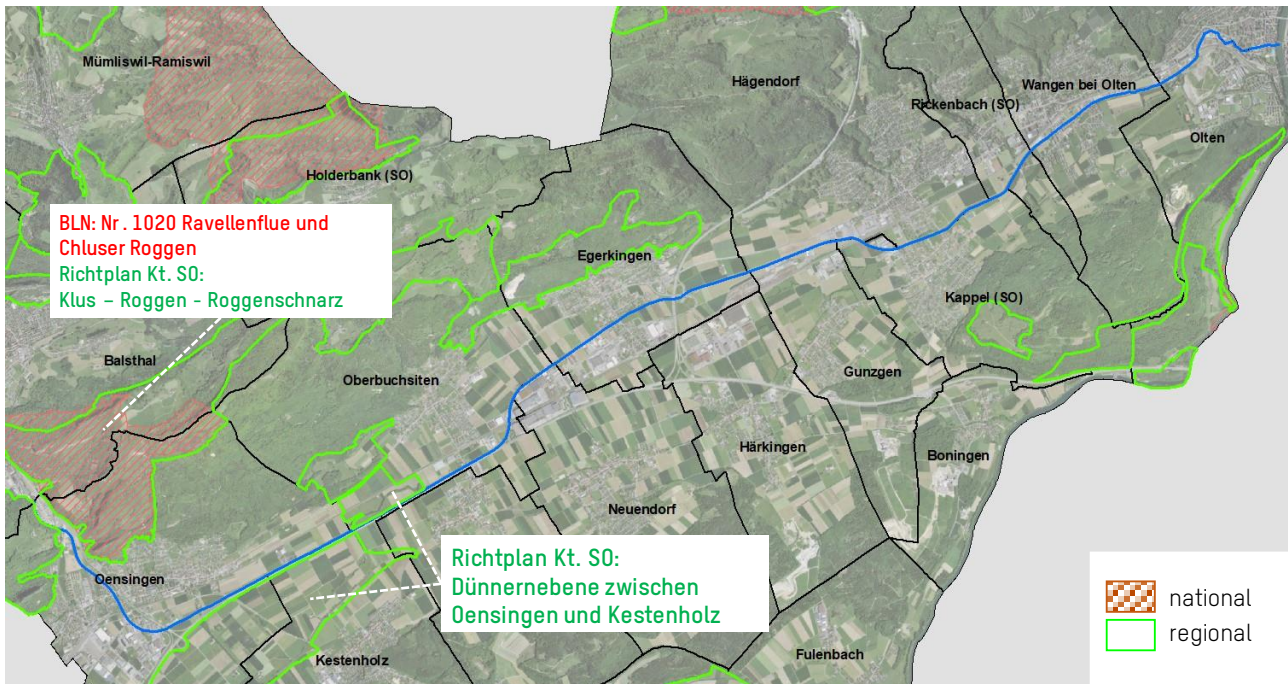 Mümliswil-Ramiswil
Hägendorf
Wangen bei Olten
Rickenbach (SO)
Olten
Holderbank (SO)
BLN: Nr. 1020 Ravellenflue und
Chluser Roggen
Richtplan Kt. SO:
Klus – Roggen - Roggenschnarz
Egerkingen
Kappel (SO)
Balsthal
Oberbuchsiten
Gunzgen
Härkingen
Boningen
Neuendorf
Richtplan Kt. SO:
Dünnernebene zwischen
Oensingen und Kestenholz
Oensingen
Kestenholz
Fulenbach
national
regional